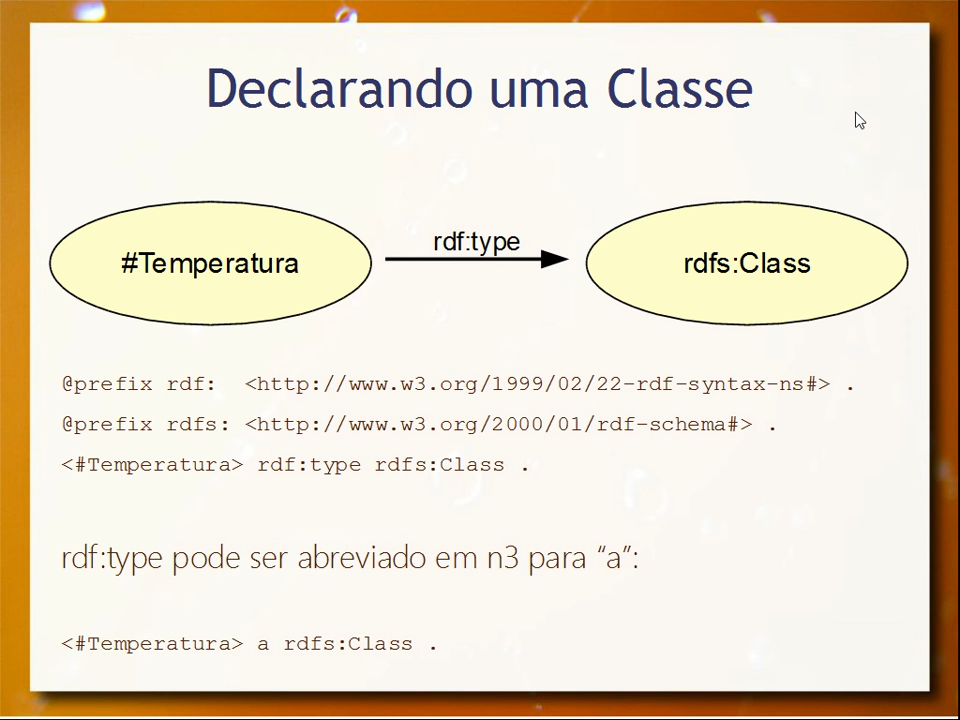 Declarando uma Classe
rdf:type
#Temperatura
rdfs:Class
@prefix rdf:  <http://www.w3.org/1999/02/22-rdf-syntax-ns#> .
@prefix rdfs: <http://www.w3.org/2000/01/rdf-schema#> .
<#Temperatura> rdf:type rdfs:Class .
rdf:type pode ser abreviado em n3 para “a”:
<#Temperatura> a rdfs:Class .